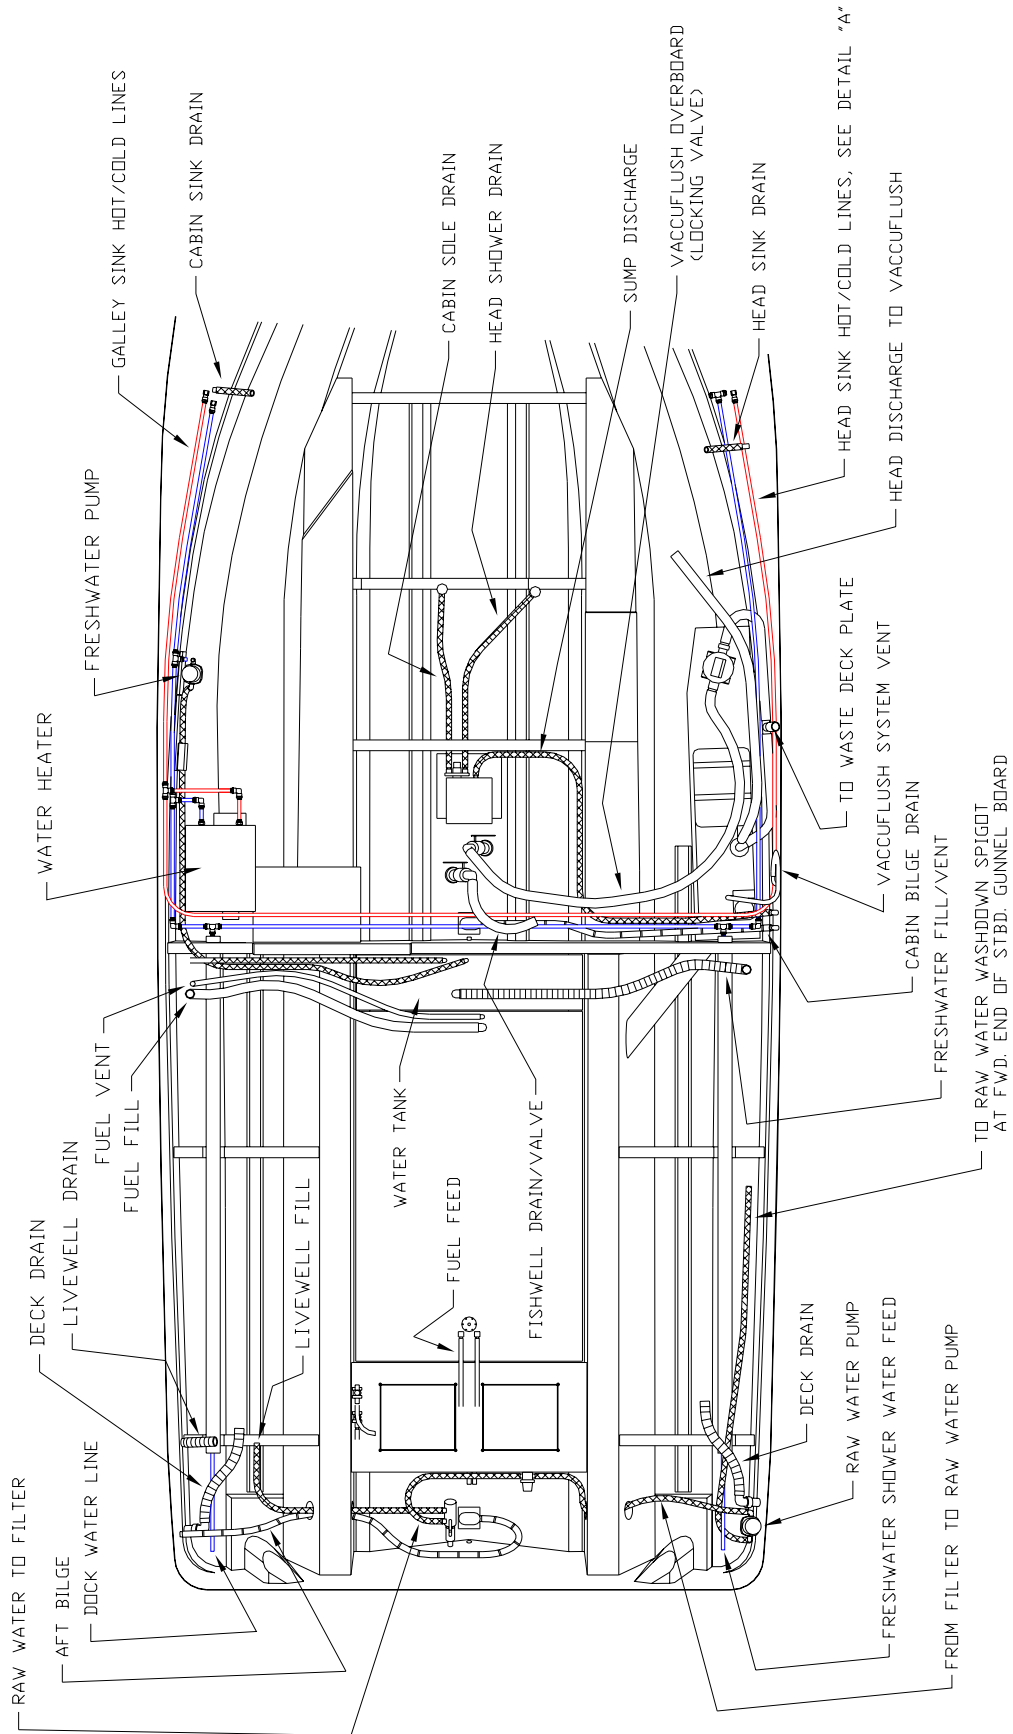 GALLEY SINK HOT/COLD LINES
CABIN SINK DRAIN
FRESHWATER PUMP
WATER HEATER
CABIN SOLE DRAIN
HEAD SHOWER DRAIN
SUMP DISCHARGE
VACCUFLUSH OVERBOARD
(LOCKING VALVE)
HEAD SINK DRAIN
HEAD SINK HOT/COLD LINES, SEE DETAIL "A"
HEAD DISCHARGE TO VACCUFLUSH
TO WASTE DECK PLATE
VACCUFLUSH SYSTEM VENT
CABIN BILGE DRAIN
FRESHWATER FILL/VENT
TO RAW WATER WASHDOWN SPIGOT
AT FWD. END OF STBD. GUNNEL BOARD
FUEL VENT
FUEL FILL
LIVEWELL DRAIN
DECK DRAIN
LIVEWELL FILL
WATER TANK
FUEL FEED
FISHWELL DRAIN/VALVE
DECK DRAIN
RAW WATER PUMP
FRESHWATER SHOWER WATER FEED
FROM FILTER TO RAW WATER PUMP
DOCK WATER LINE
AFT BILGE
RAW WATER TO FILTER